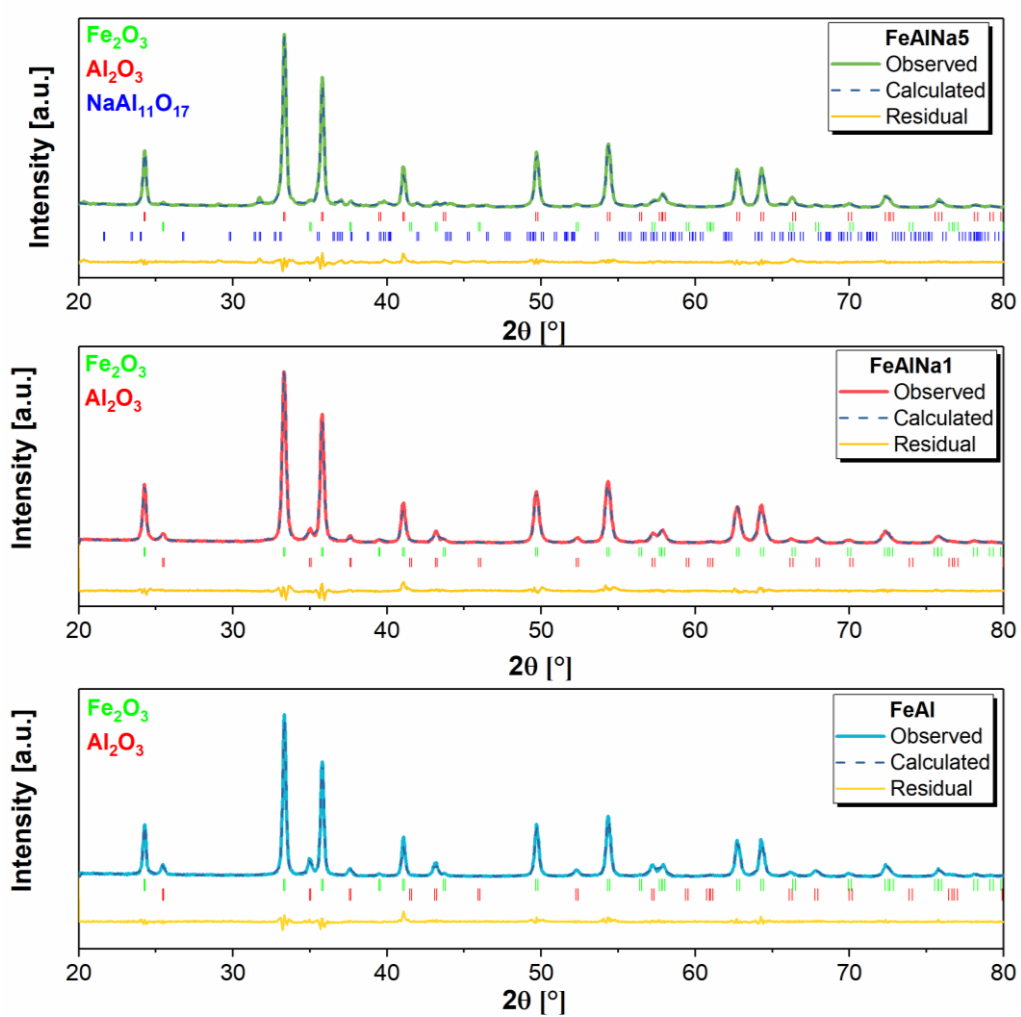 Fe₂O₃
Al₂O₃
NaAl₁₁O₁₇
FeAlNa5
Observed
Calculated
Residual
Intensity [a.u.]
20 30 40 50 60 70 80
2θ [°]
Fe₂O₃
Al₂O₃
FeAlNa1
Observed
Calculated
Residual
Intensity [a.u.]
20 30 40 50 60 70 80
2θ [°]
Fe₂O₃
Al₂O₃
FeAl
Observed
Calculated
Residual
Intensity [a.u.]
20 30 40 50 60 70 80
2θ [°]